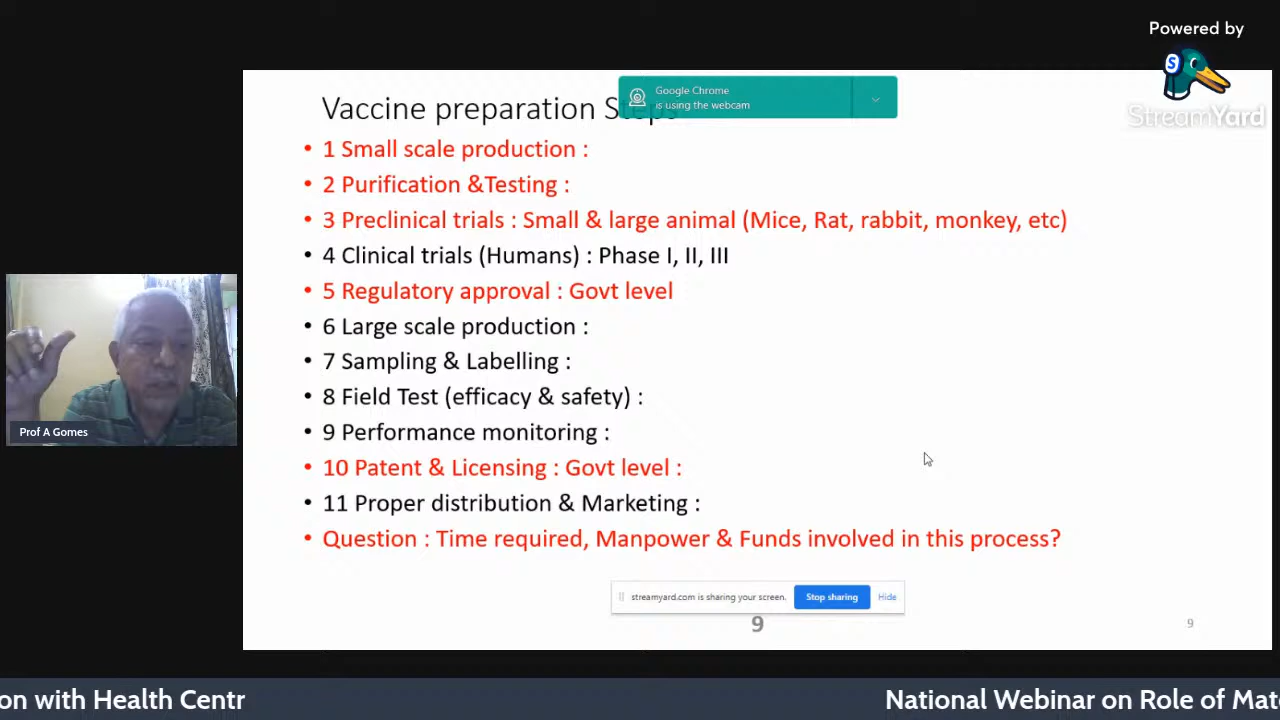 Powered by
StreamYard
Google Chrome
is using the webcam
Vaccine preparation Steps
• 1 Small scale production :
• 2 Purification &Testing :
• 3 Preclinical trials : Small & large animal (Mice, Rat, rabbit, monkey, etc)
• 4 Clinical trials (Humans) : Phase I, II, III
• 5 Regulatory approval : Govt level
• 6 Large scale production :
• 7 Sampling & Labelling :
• 8 Field Test (efficacy & safety) :
• 9 Performance monitoring :
• 10 Patent & Licensing : Govt level :
• 11 Proper distribution & Marketing :
• Question : Time required, Manpower & Funds involved in this process?
Prof A Gomes
streamyard.com is sharing your screen. Stop sharing Hide
9
9
on with Health Centr
National Webinar on Role of Mat